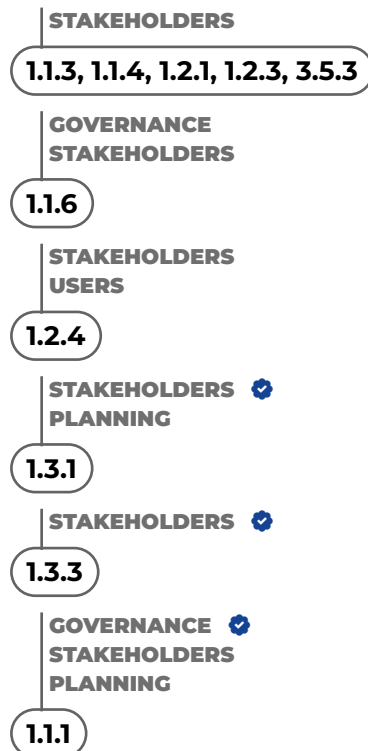 STAKEHOLDERS
1.1.3, 1.1.4, 1.2.1, 1.2.3, 3.5.3
GOVERNANCE
STAKEHOLDERS
1.1.6
STAKEHOLDERS
USERS
1.2.4
STAKEHOLDERS
PLANNING
1.3.1
STAKEHOLDERS
1.3.3
GOVERNANCE
STAKEHOLDERS
PLANNING
1.1.1